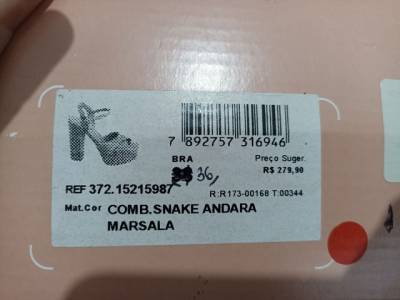 7 892757 316946
BRA
Preço Suger.
36, R$ 279,90
REF 372.15215987
R:R173-00168 T:00344
Mat.Cor COMB.SNAKE ANDARA
MARSALA